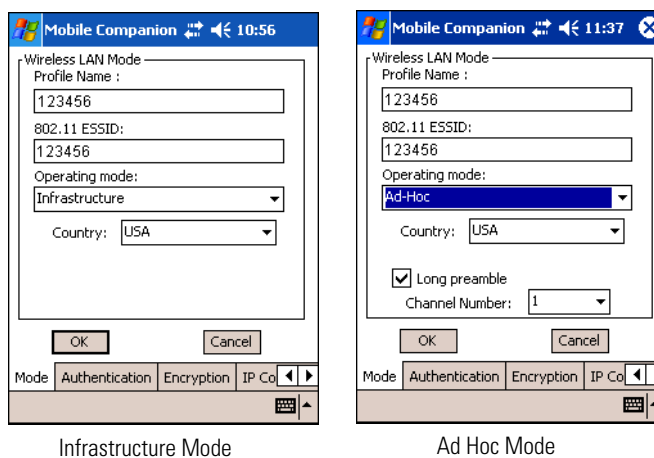 Mobile Companion 10:56
Wireless LAN Mode
Profile Name :
123456
802.11 ESSID:
123456
Operating mode:
Infrastructure
Country: USA
OK Cancel
Mode Authentication Encryption IP Co
Infrastructure Mode
Mobile Companion 11:37
Wireless LAN Mode
Profile Name :
123456
802.11 ESSID:
123456
Operating mode:
Ad-Hoc
Country: USA
Long preamble
Channel Number: 1
OK Cancel
Mode Authentication Encryption IP Co
Ad Hoc Mode